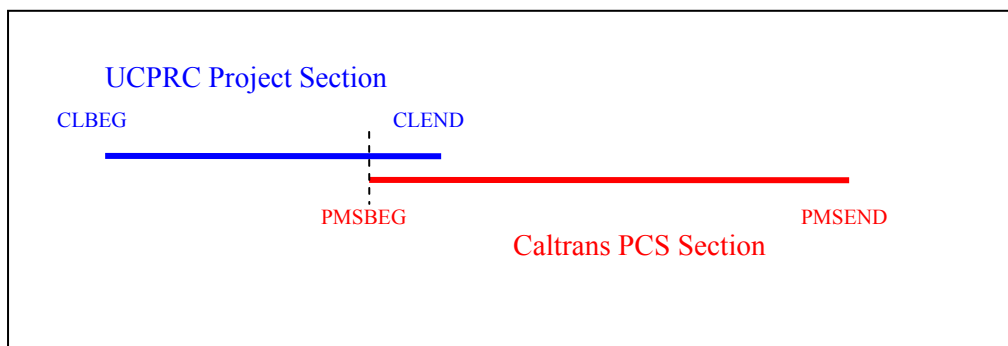 UCPRC Project Section
CLBEG
CLEND
PMSBEG
PMSEND
Caltrans PCS Section